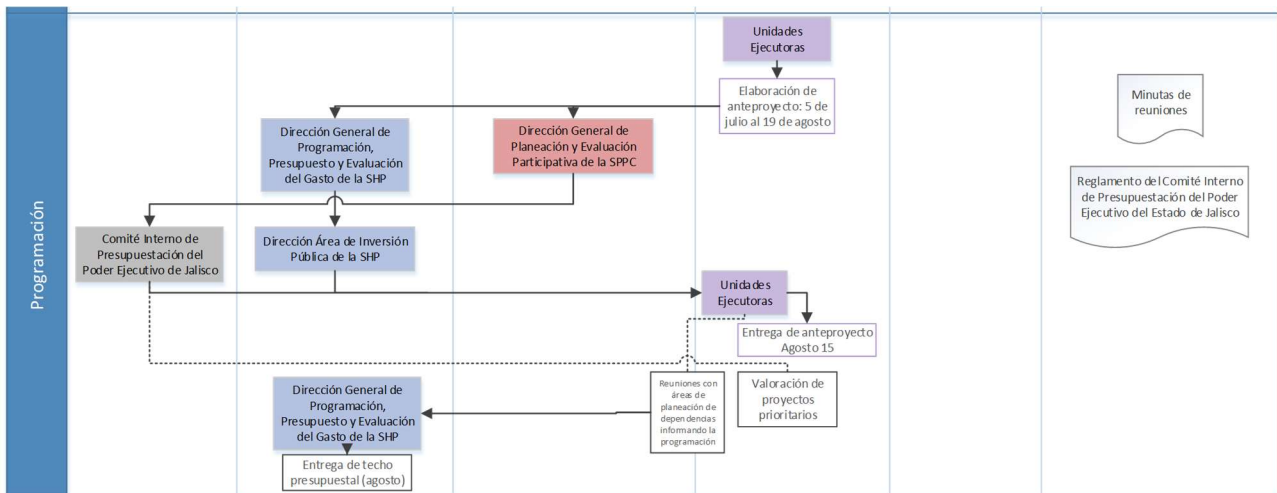 Programación
Unidades
Ejecutoras
Elaboración de
anteproyecto: 5 de
julio al 19 de agosto
Dirección General de
Programación,
Presupuesto y Evaluación
del Gasto de la SHP
Dirección General de
Planeación y Evaluación
Participativa de la SPPC
Minutas de
reuniones
Reglamento del Comité Interno
de Presupuestación del Poder
Ejecutivo del Estado de Jalisco
Comité Interno de
Presupuestación del
Poder Ejecutivo de Jalisco
Dirección Área de Inversión
Pública de la SHP
Unidades
Ejecutoras
Entrega de anteproyecto
Agosto 15
Dirección General de
Programación,
Presupuesto y Evaluación
del Gasto de la SHP
Reuniones con
áreas de
planeación de
dependencias
informando la
programación
Valoración de
proyectos
prioritarios
Entrega de techo
presupuestal (agosto)